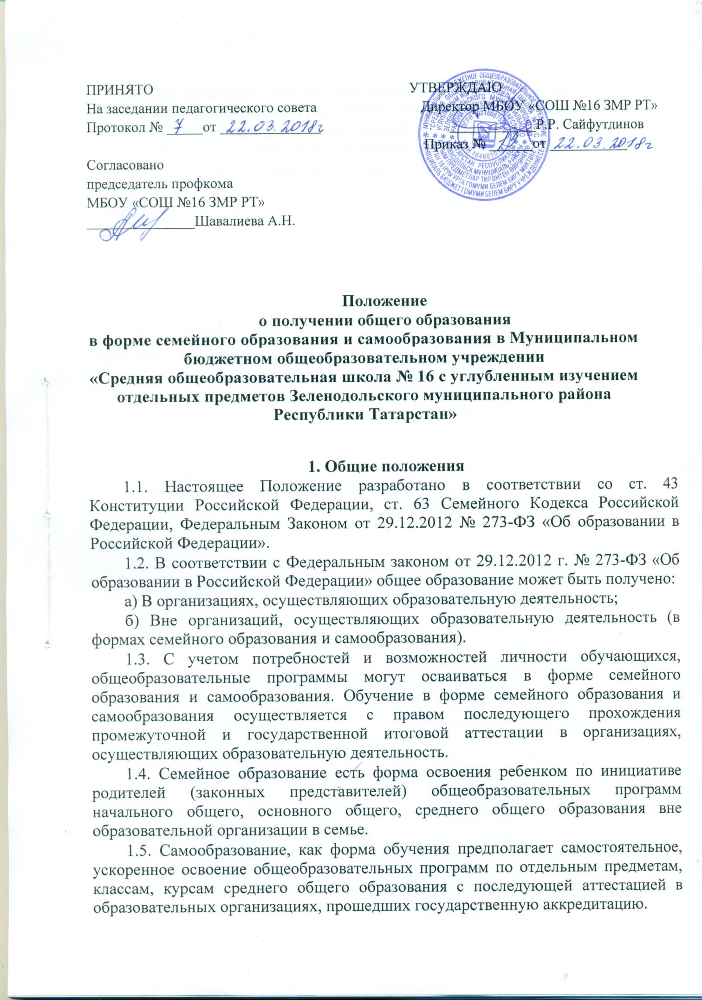 ПРИНЯТО
На заседании педагогического совета
Протокол № 7 от 22.03.2018г
Согласовано
председатель профкома
МБОУ «СОШ №16 ЗМР РТ»
Шавалиева А.Н.
УТВЕРЖДАЮ
Директор МБОУ «СОШ №16 ЗМР РТ»
Р.Р. Сайфутдинов
Приказ № от 22.03.2018г
Положение
о получении общего образования
в форме семейного образования и самообразования в Муниципальном
бюджетном общеобразовательном учреждении
«Средняя общеобразовательная школа № 16 с углубленным изучением
отдельных предметов Зеленодольского муниципального района
Республики Татарстан»
1. Общие положения
1.1. Настоящее Положение разработано в соответствии со ст. 43
Конституции Российской Федерации, ст. 63 Семейного Кодекса Российской
Федерации, Федеральным Законом от 29.12.2012 № 273-ФЗ «Об образовании в
Российской Федерации».
1.2. В соответствии с Федеральным законом от 29.12.2012 г. № 273-ФЗ «Об
образовании в Российской Федерации» общее образование может быть получено:
а) В организациях, осуществляющих образовательную деятельность;
б) Вне организаций, осуществляющих образовательную деятельность (в
формах семейного образования и самообразования).
1.3. С учетом потребностей и возможностей личности обучающихся,
общеобразовательные программы могут осваиваться в форме семейного
образования и самообразования. Обучение в форме семейного образования и
самообразования осуществляется с правом последующего прохождения
промежуточной и государственной итоговой аттестации в организациях,
осуществляющих образовательную деятельность.
1.4. Семейное образование есть форма освоения ребенком по инициативе
родителей (законных представителей) общеобразовательных программ
начального общего, основного общего, среднего общего образования вне
образовательной организации в семье.
1.5. Самообразование, как форма обучения предполагает самостоятельное,
ускоренное освоение общеобразовательных программ по отдельным предметам,
классам, курсам среднего общего образования с последующей аттестацией в
образовательных организациях, прошедших государственную аккредитацию.